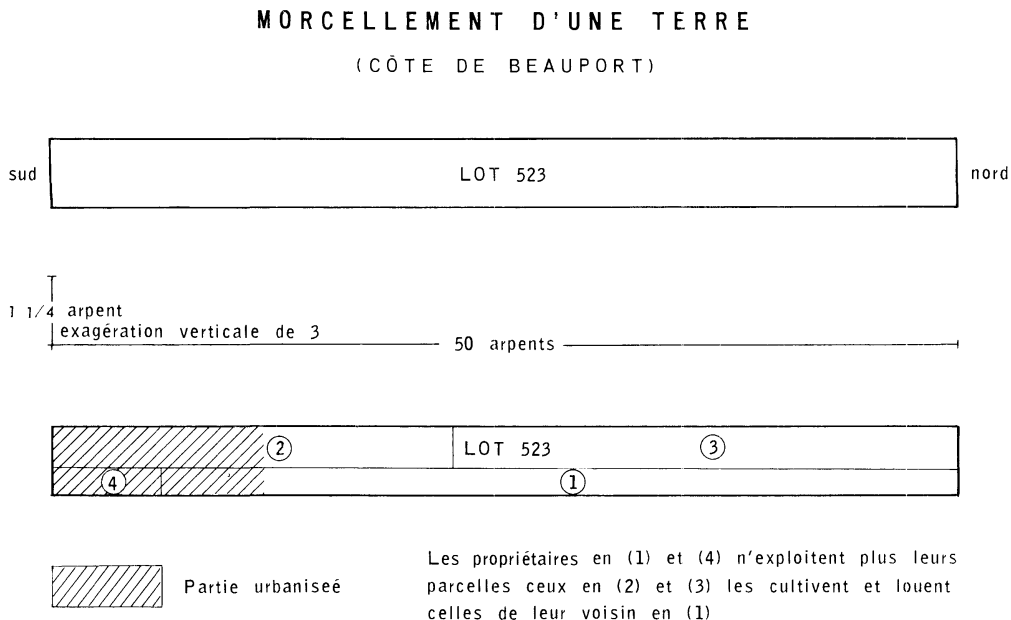 MORCELLEMENT D'UNE TERRE
(CÔTE DE BEAUPORT)
sud LOT 523 nord
1 1/4 arpent
exagération verticale de 3
50 arpents
2 LOT 523 3
4 1
Partie urbaniseé
Les propriétaires en (1) et (4) n'exploitent plus leurs
parcelles ceux en (2) et (3) les cultivent et louent
celles de leur voisin en (1)